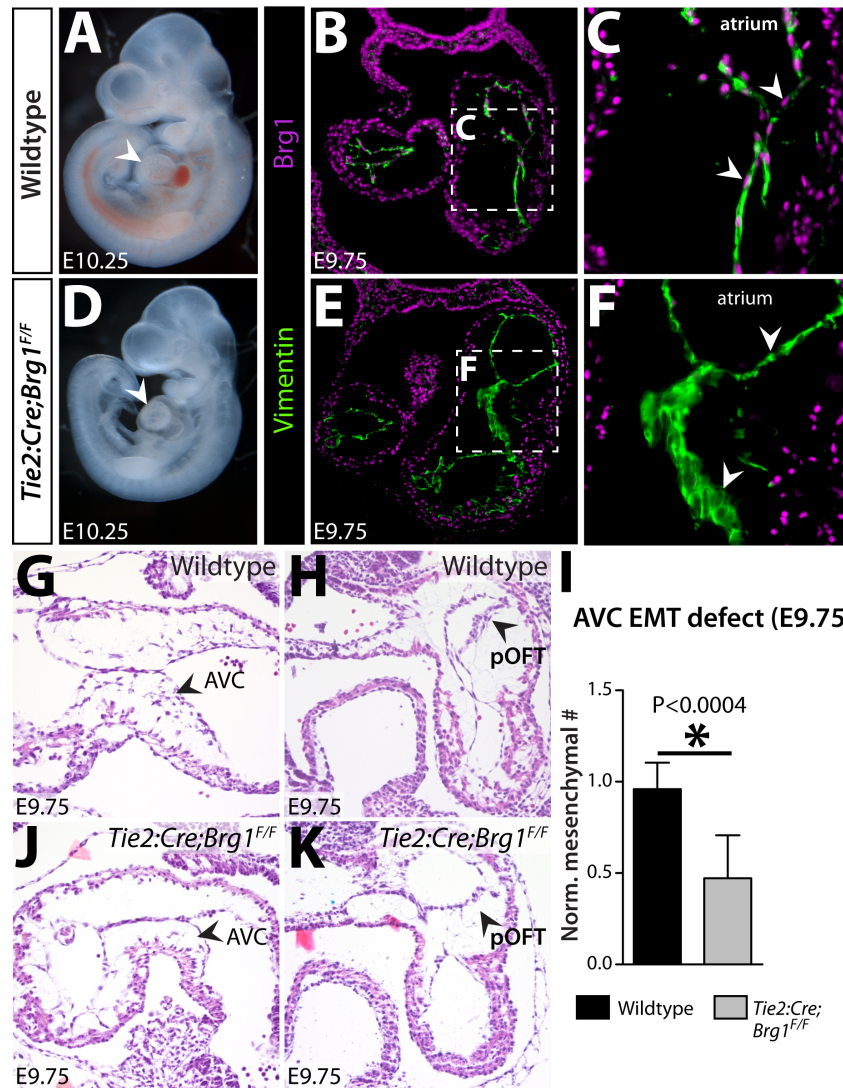 Wildtype
A
E10.25
Brg1
B
C
E9.75
C
atrium
Tie2:Cre;Brg1F/F
D
E10.25
Vimentin
E
F
E9.75
F
atrium
G
Wildtype
AVC
E9.75
H
Wildtype
pOFT
E9.75
I
AVC EMT defect (E9.75
Norm. mesenchymal #
1.5
1.0
0.5
0.0
P<0.0004
*
Wildtype
Tie2:Cre;
Brg1F/F
J
Tie2:Cre;Brg1F/F
AVC
E9.75
K
Tie2:Cre;Brg1F/F
pOFT
E9.75